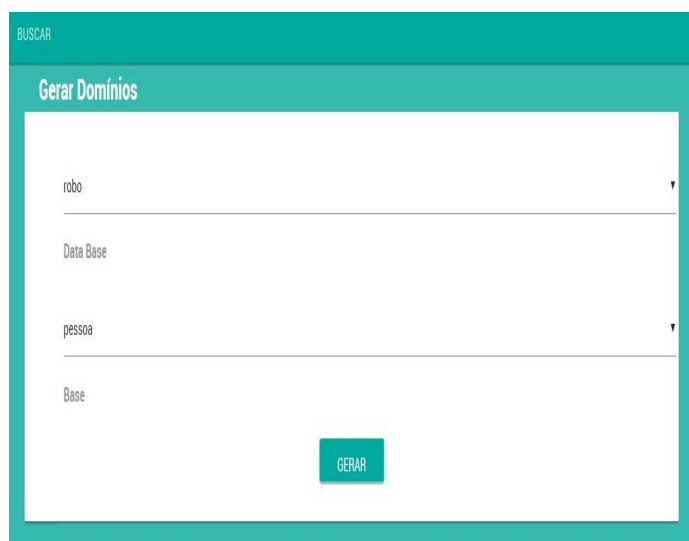 BUSCAR
Gerar Domínios
robo
Data Base
pessoa
Base
GERAR